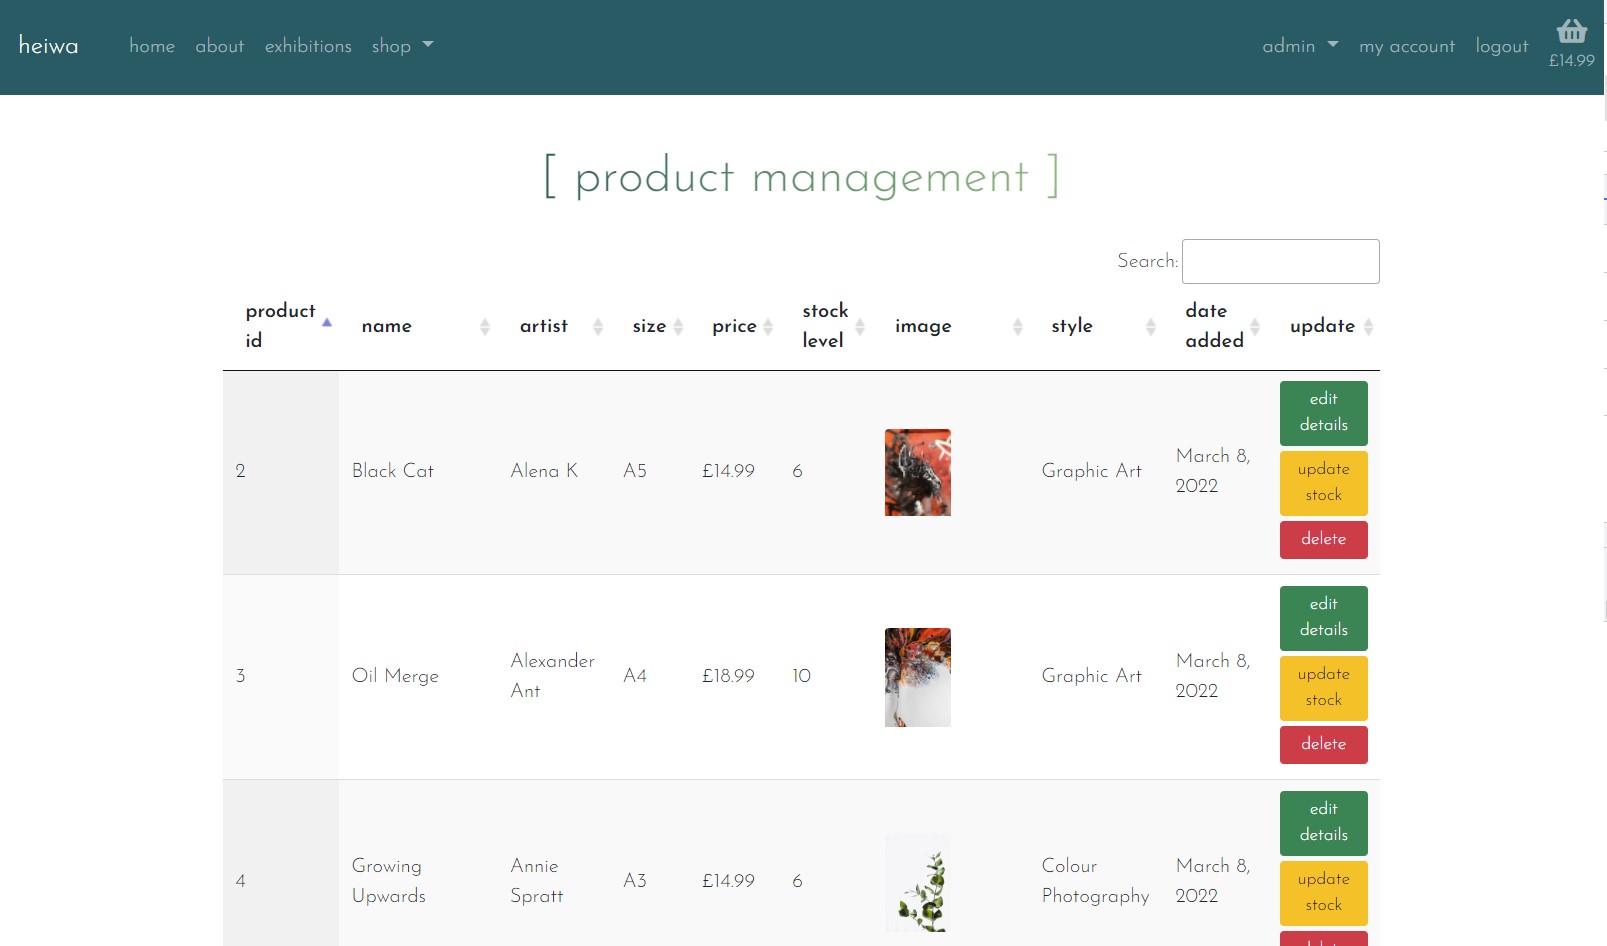 heiwa home about exhibitions shop admin my account logout
£14.99
[ product management ]
Search:
product id name artist size price stock level image style date added update
2 Black Cat Alena K A5 £14.99 6 Graphic Art March 8, 2022
edit details
update stock
delete
3 Oil Merge Alexander Ant A4 £18.99 10 Graphic Art March 8, 2022
edit details
update stock
delete
4 Growing Upwards Annie Spratt A3 £14.99 6 Colour Photography March 8, 2022
edit details
update stock